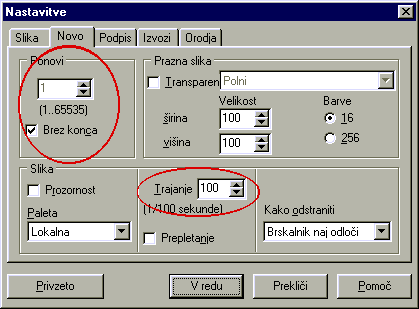 Nastavitve
Slika Novo Podpis Izvozi Orodja
Ponovi
1
(1..65535)
Brez konca
Prazna slika
Transparen Polni
Velikost Barve
širina 100 16
višina 100 256
Slika
Prozornost
Paleta
Lokalna
Trajanje 100
(1/100 sekunde)
Prepletanje
Kako odstraniti
Brskalnik naj odloči
Privzeto V redu Prekliči Pomoč